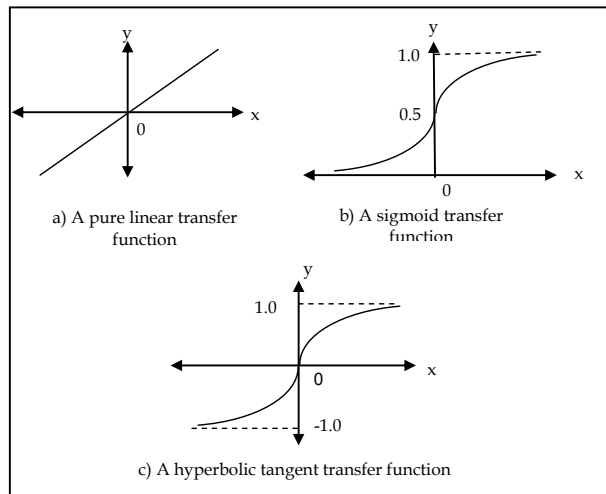 y
x
0
a) A pure linear transfer
function
y
1.0
0.5
x
0
b) A sigmoid transfer
function
y
1.0
x
0
-1.0
c) A hyperbolic tangent transfer function